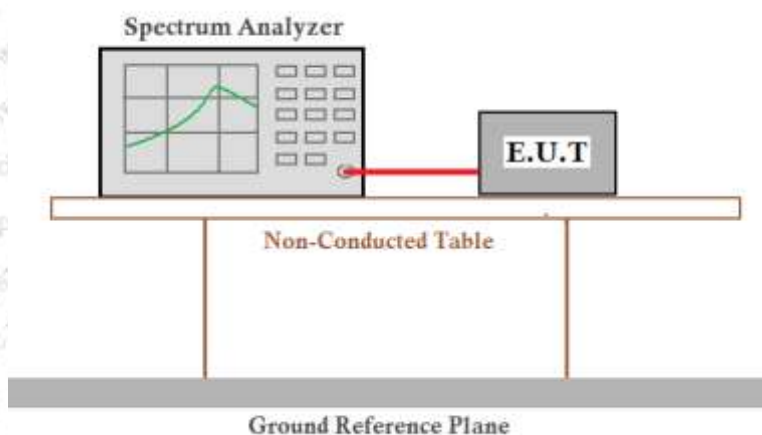 Spectrum Analyzer
E.U.T
Non-Conducted Table
Ground Reference Plane